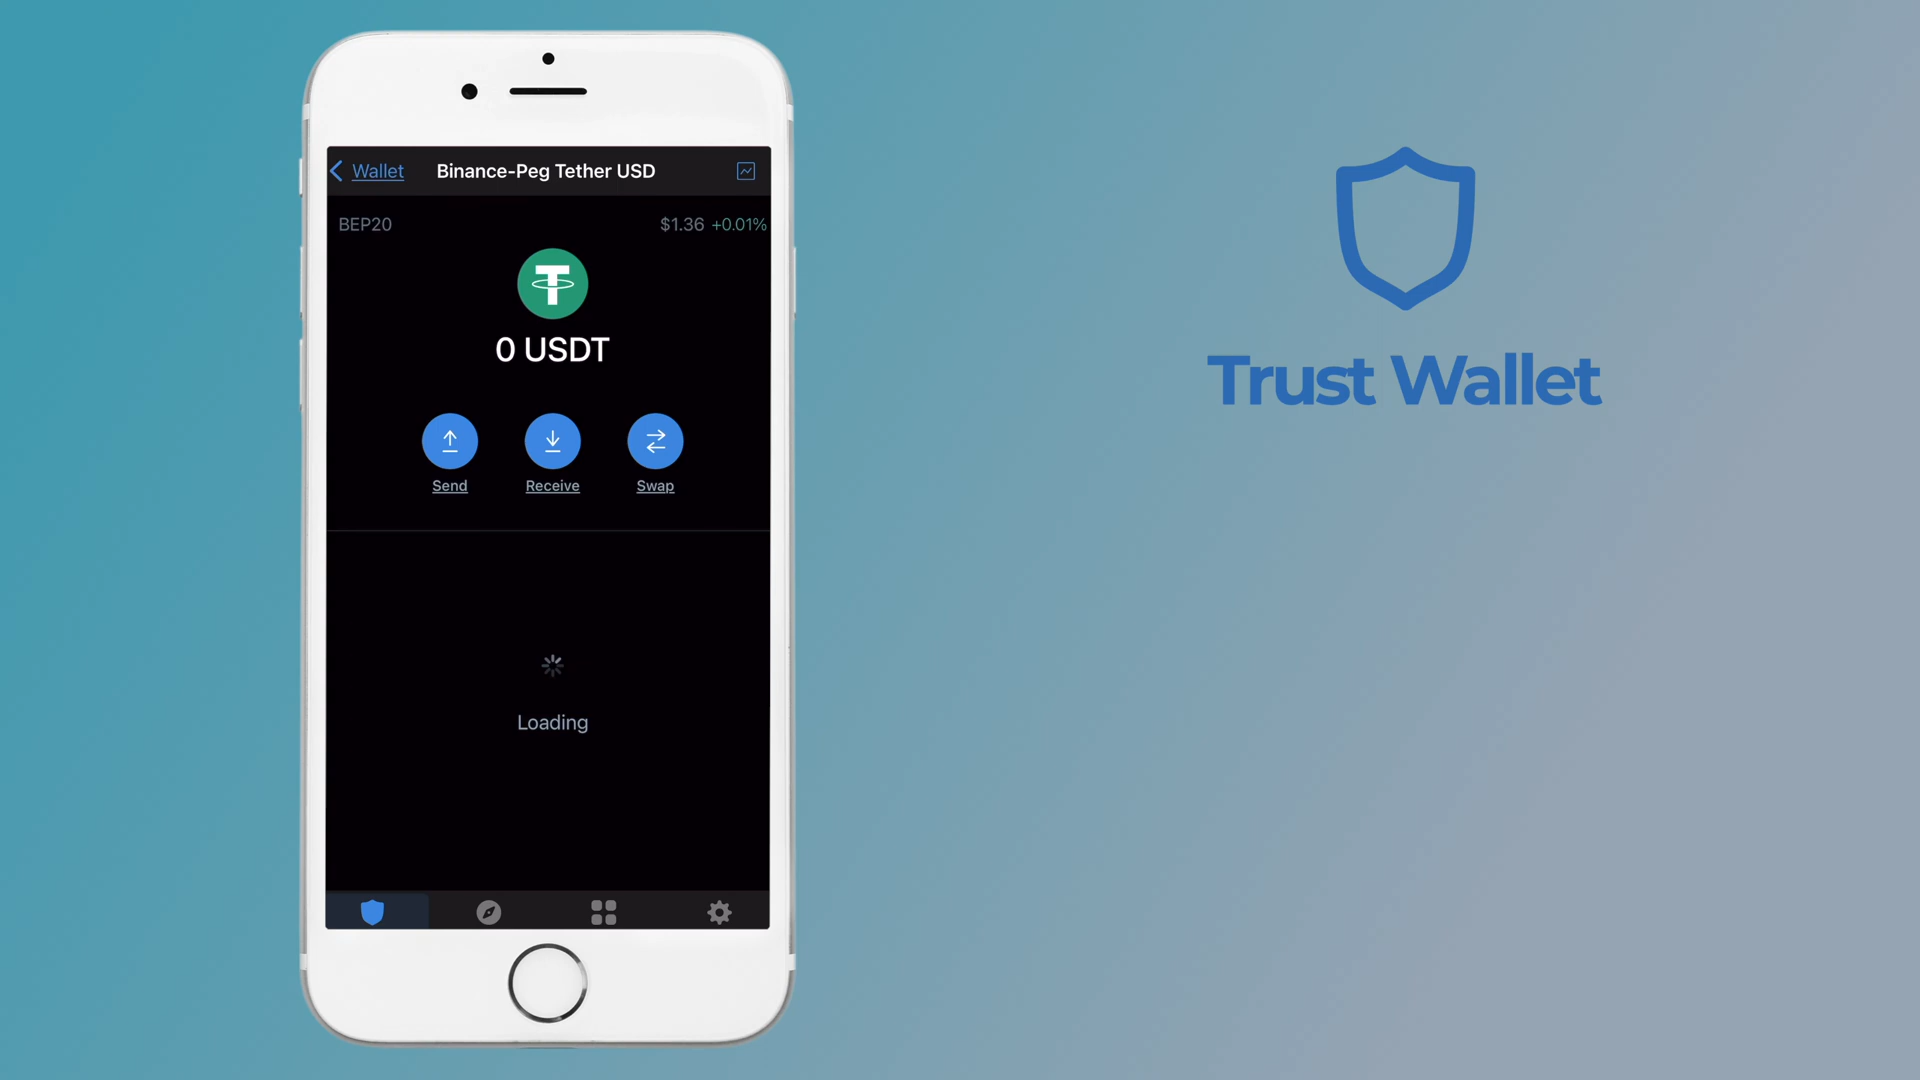 Wallet
Binance-Peg Tether USD
BEP20
$1.36 +0.01%
0 USDT
Send
Receive
Swap
Loading
Trust Wallet